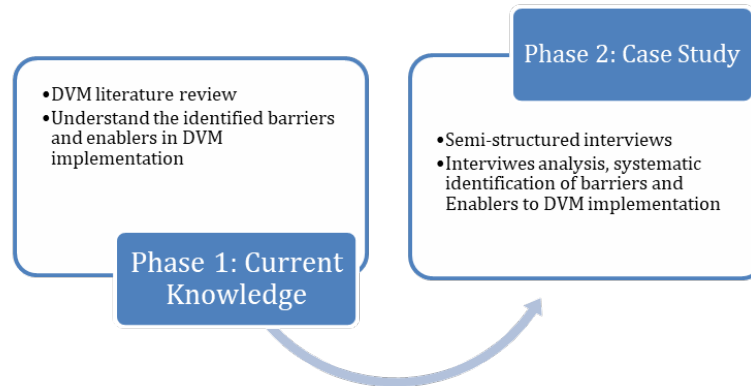 •DVM literature review
•Understand the identified barriers
and enablers in DVM
implementation
Phase 1: Current
Knowledge
Phase 2: Case Study
•Semi-structured interviews
•Interviwes analysis, systematic
identification of barriers and
Enablers to DVM implementation